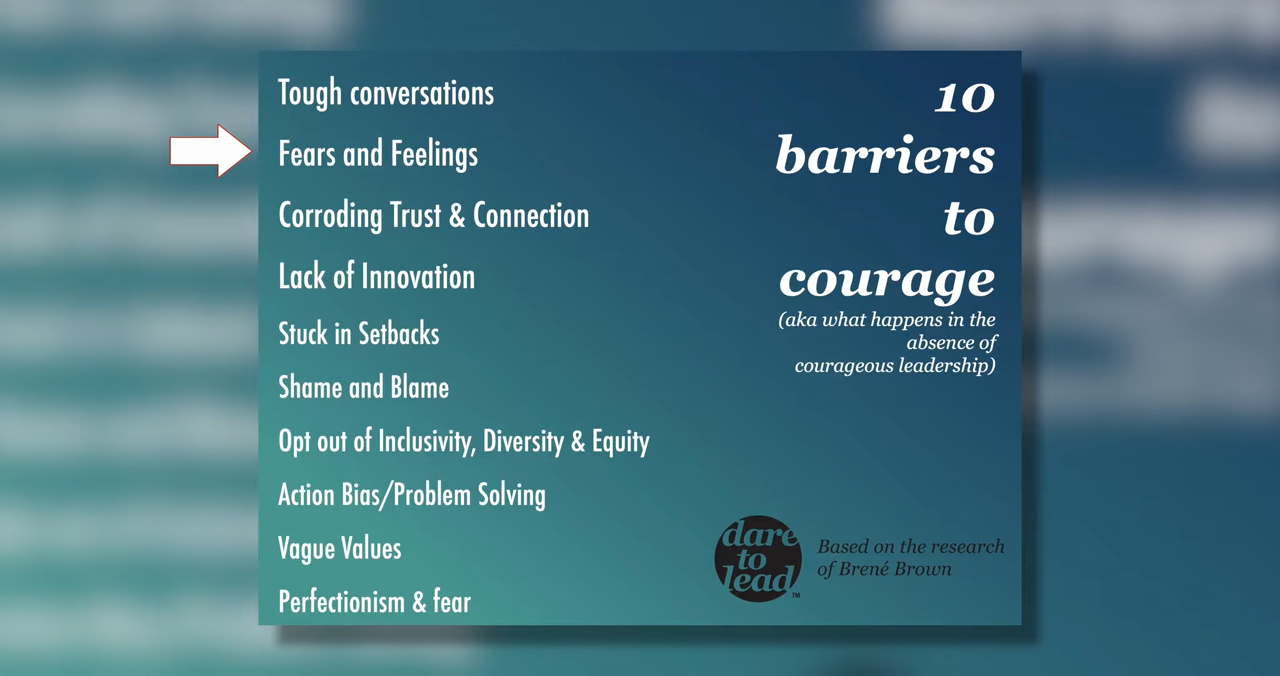 Tough conversations
Fears and Feelings
Corroding Trust & Connection
Lack of Innovation
Stuck in Setbacks
Shame and Blame
Opt out of Inclusivity, Diversity & Equity
Action Bias/Problem Solving
Vague Values
Perfectionism & fear
10
barriers
to
courage
(aka what happens in the
absence of
courageous leadership)
dare
to
lead
TM
Based on the research
of Brené Brown